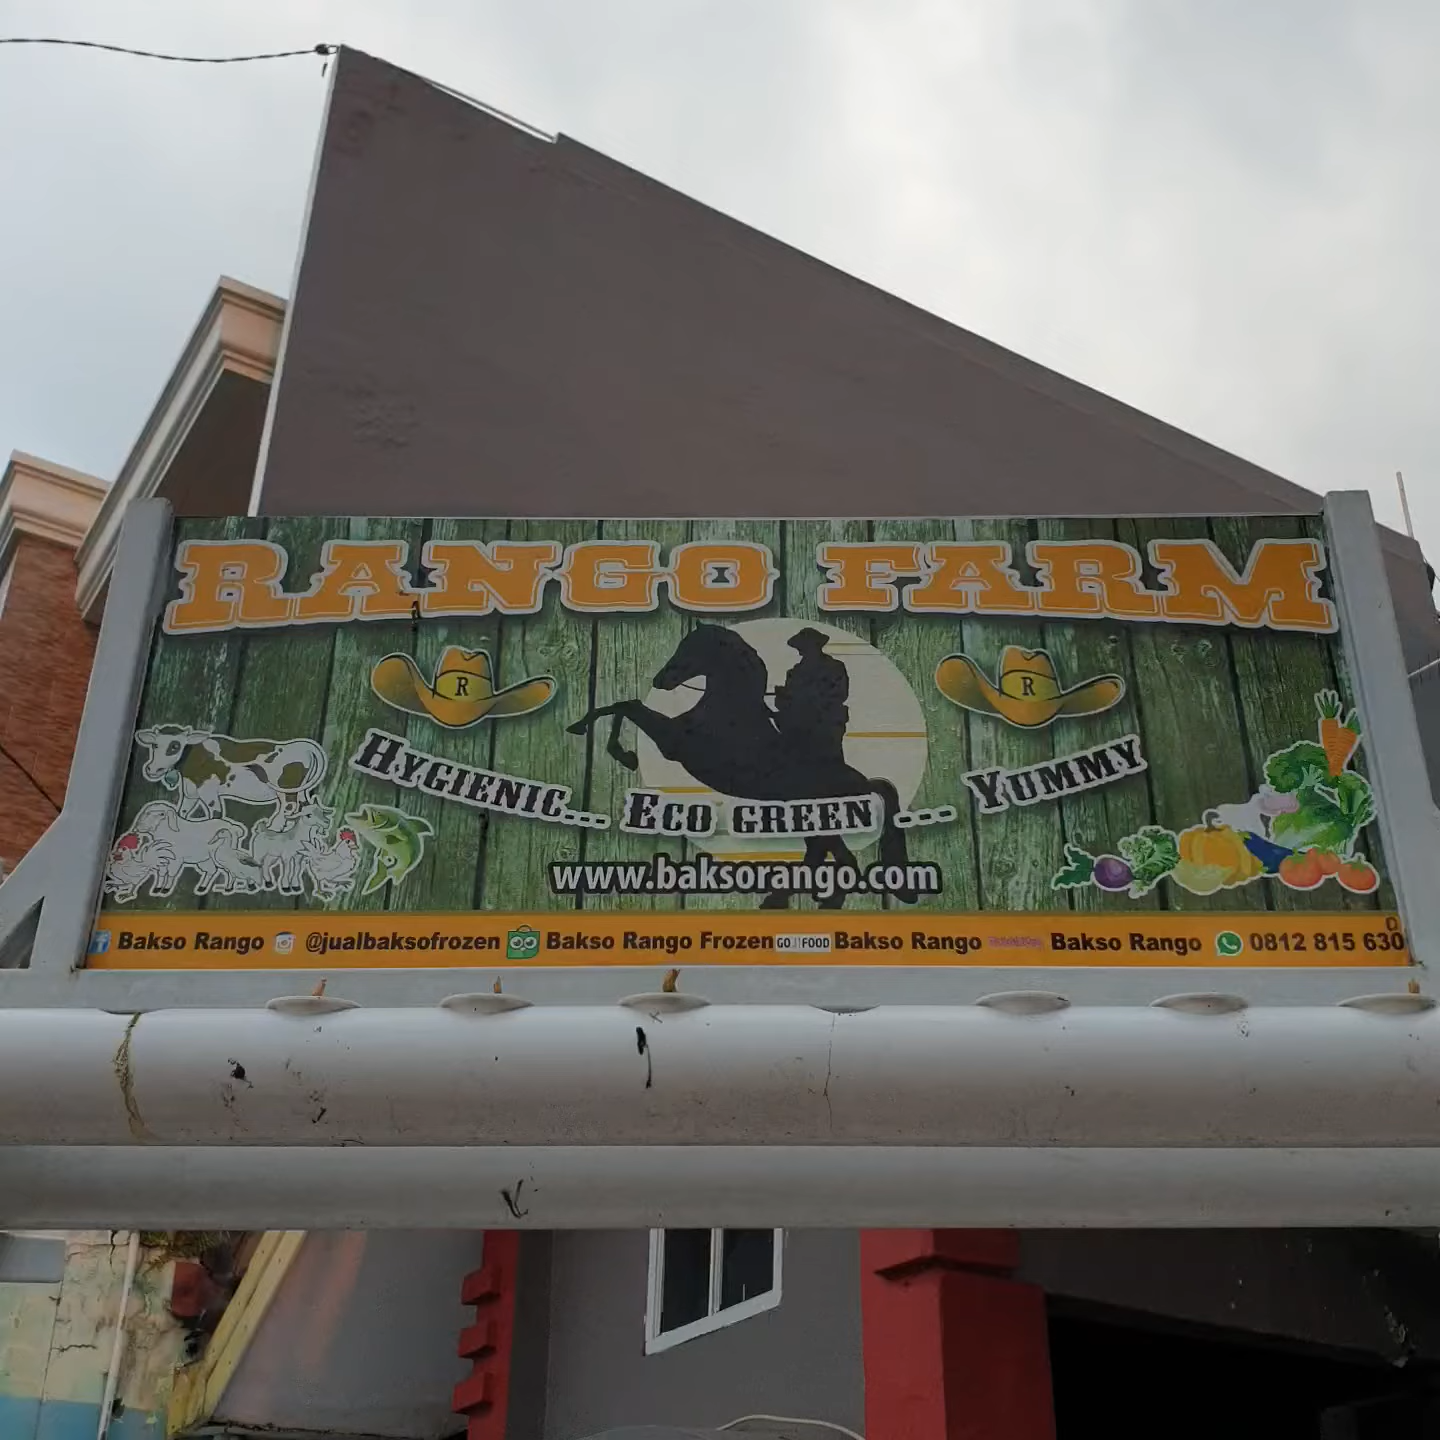 RANGO FARM
R
R
HYGIENIC... ECO GREEN ... YUMMY
www.baksorango.com
Bakso Rango @jualbaksofrozen Bakso Rango Frozen GO FOOD Bakso Rango Bakso Rango 0812 815 630
0